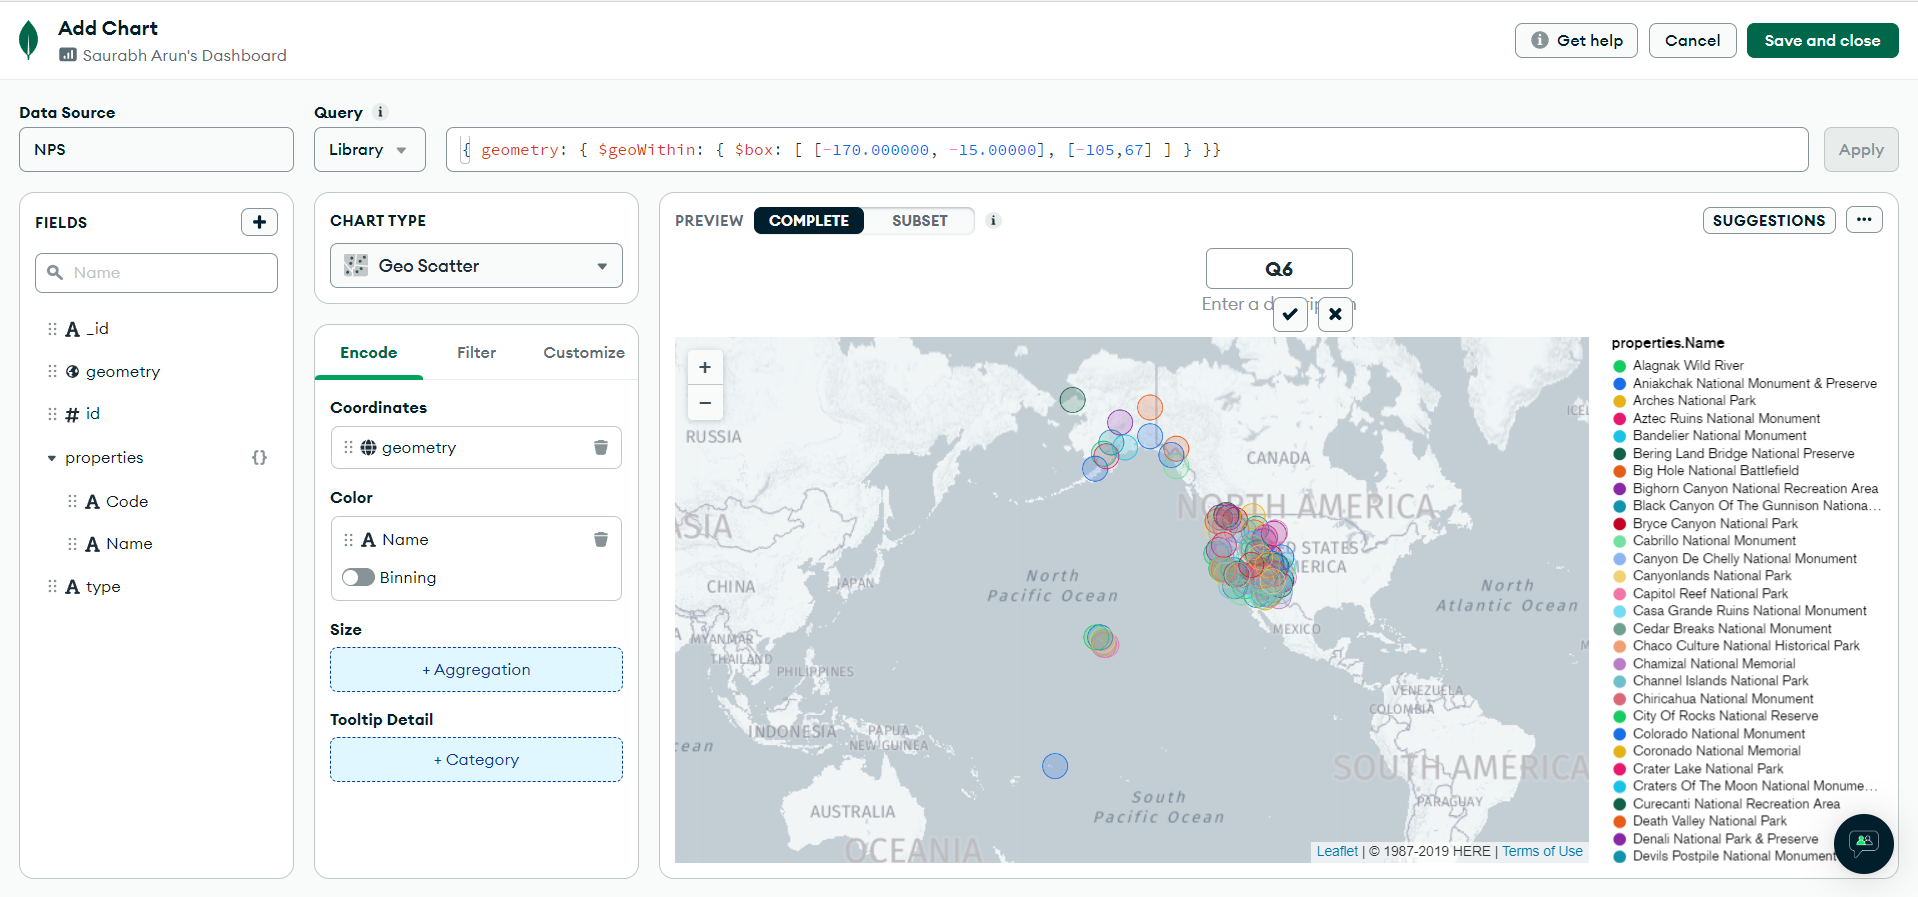 Add Chart
Saurabh Arun's Dashboard
Get help
Cancel
Save and close
Data Source
NPS
Query
Library
{ geometry: { $geoWithin: { $box: [ [-170.000000, -15.00000], [-105,67] ] } }}
Apply
FIELDS
+
Name
_id
geometry
# id
properties
{}
Code
Name
type
CHART TYPE
Geo Scatter
Encode
Filter
Customize
Coordinates
geometry
Color
Name
Binning
Size
+ Aggregation
Tooltip Detail
+ Category
PREVIEW
COMPLETE
SUBSET
SUGGESTIONS
Q6
Enter a d
+
−
RUSSIA
CANADA
NORTH AMERICA
ASIA
CHINA
JAPAN
North
Pacific Ocean
STATES
MERICA
MEXICO
North
Atlantic Ocean
MYANMAR
THAILAND
PHILIPPINES
VENEZUELA
COLOMBIA
INDONESIA
PAPUA
NEW GUINEA
SOUTH AMERICA
South
Pacific Ocean
PARAGUAY
AUSTRALIA
OCEANIA
Leaflet | © 1987-2019 HERE | Terms of Use
properties.Name
Alagnak Wild River
Aniakchak National Monument & Preserve
Arches National Park
Aztec Ruins National Monument
Bandelier National Monument
Bering Land Bridge National Preserve
Big Hole National Battlefield
Bighorn Canyon National Recreation Area
Black Canyon Of The Gunnison Nationa...
Bryce Canyon National Park
Cabrillo National Monument
Canyon De Chelly National Monument
Canyonlands National Park
Capitol Reef National Park
Casa Grande Ruins National Monument
Cedar Breaks National Monument
Chaco Culture National Historical Park
Chamizal National Memorial
Channel Islands National Park
Chiricahua National Monument
City Of Rocks National Reserve
Colorado National Monument
Coronado National Memorial
Crater Lake National Park
Craters Of The Moon National Monume...
Curecanti National Recreation Area
Death Valley National Park
Denali National Park & Preserve
Devils Postpile National Monument